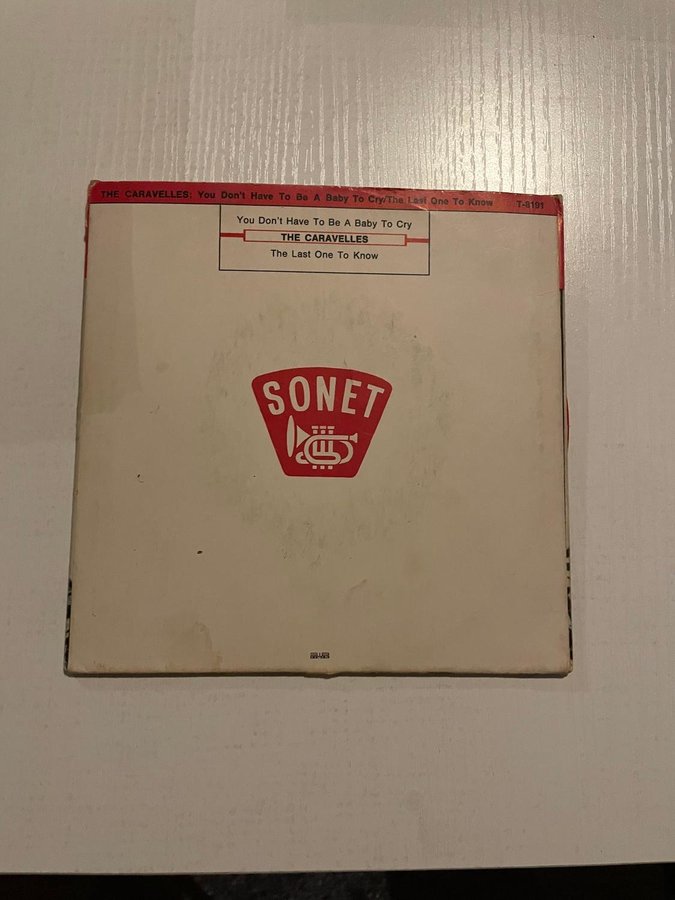 THE CARAVELLES: You Don't Have To Be A Baby To Cry/The Last One To Know T-8191
You Don't Have To Be A Baby To Cry
THE CARAVELLES
The Last One To Know
SONET